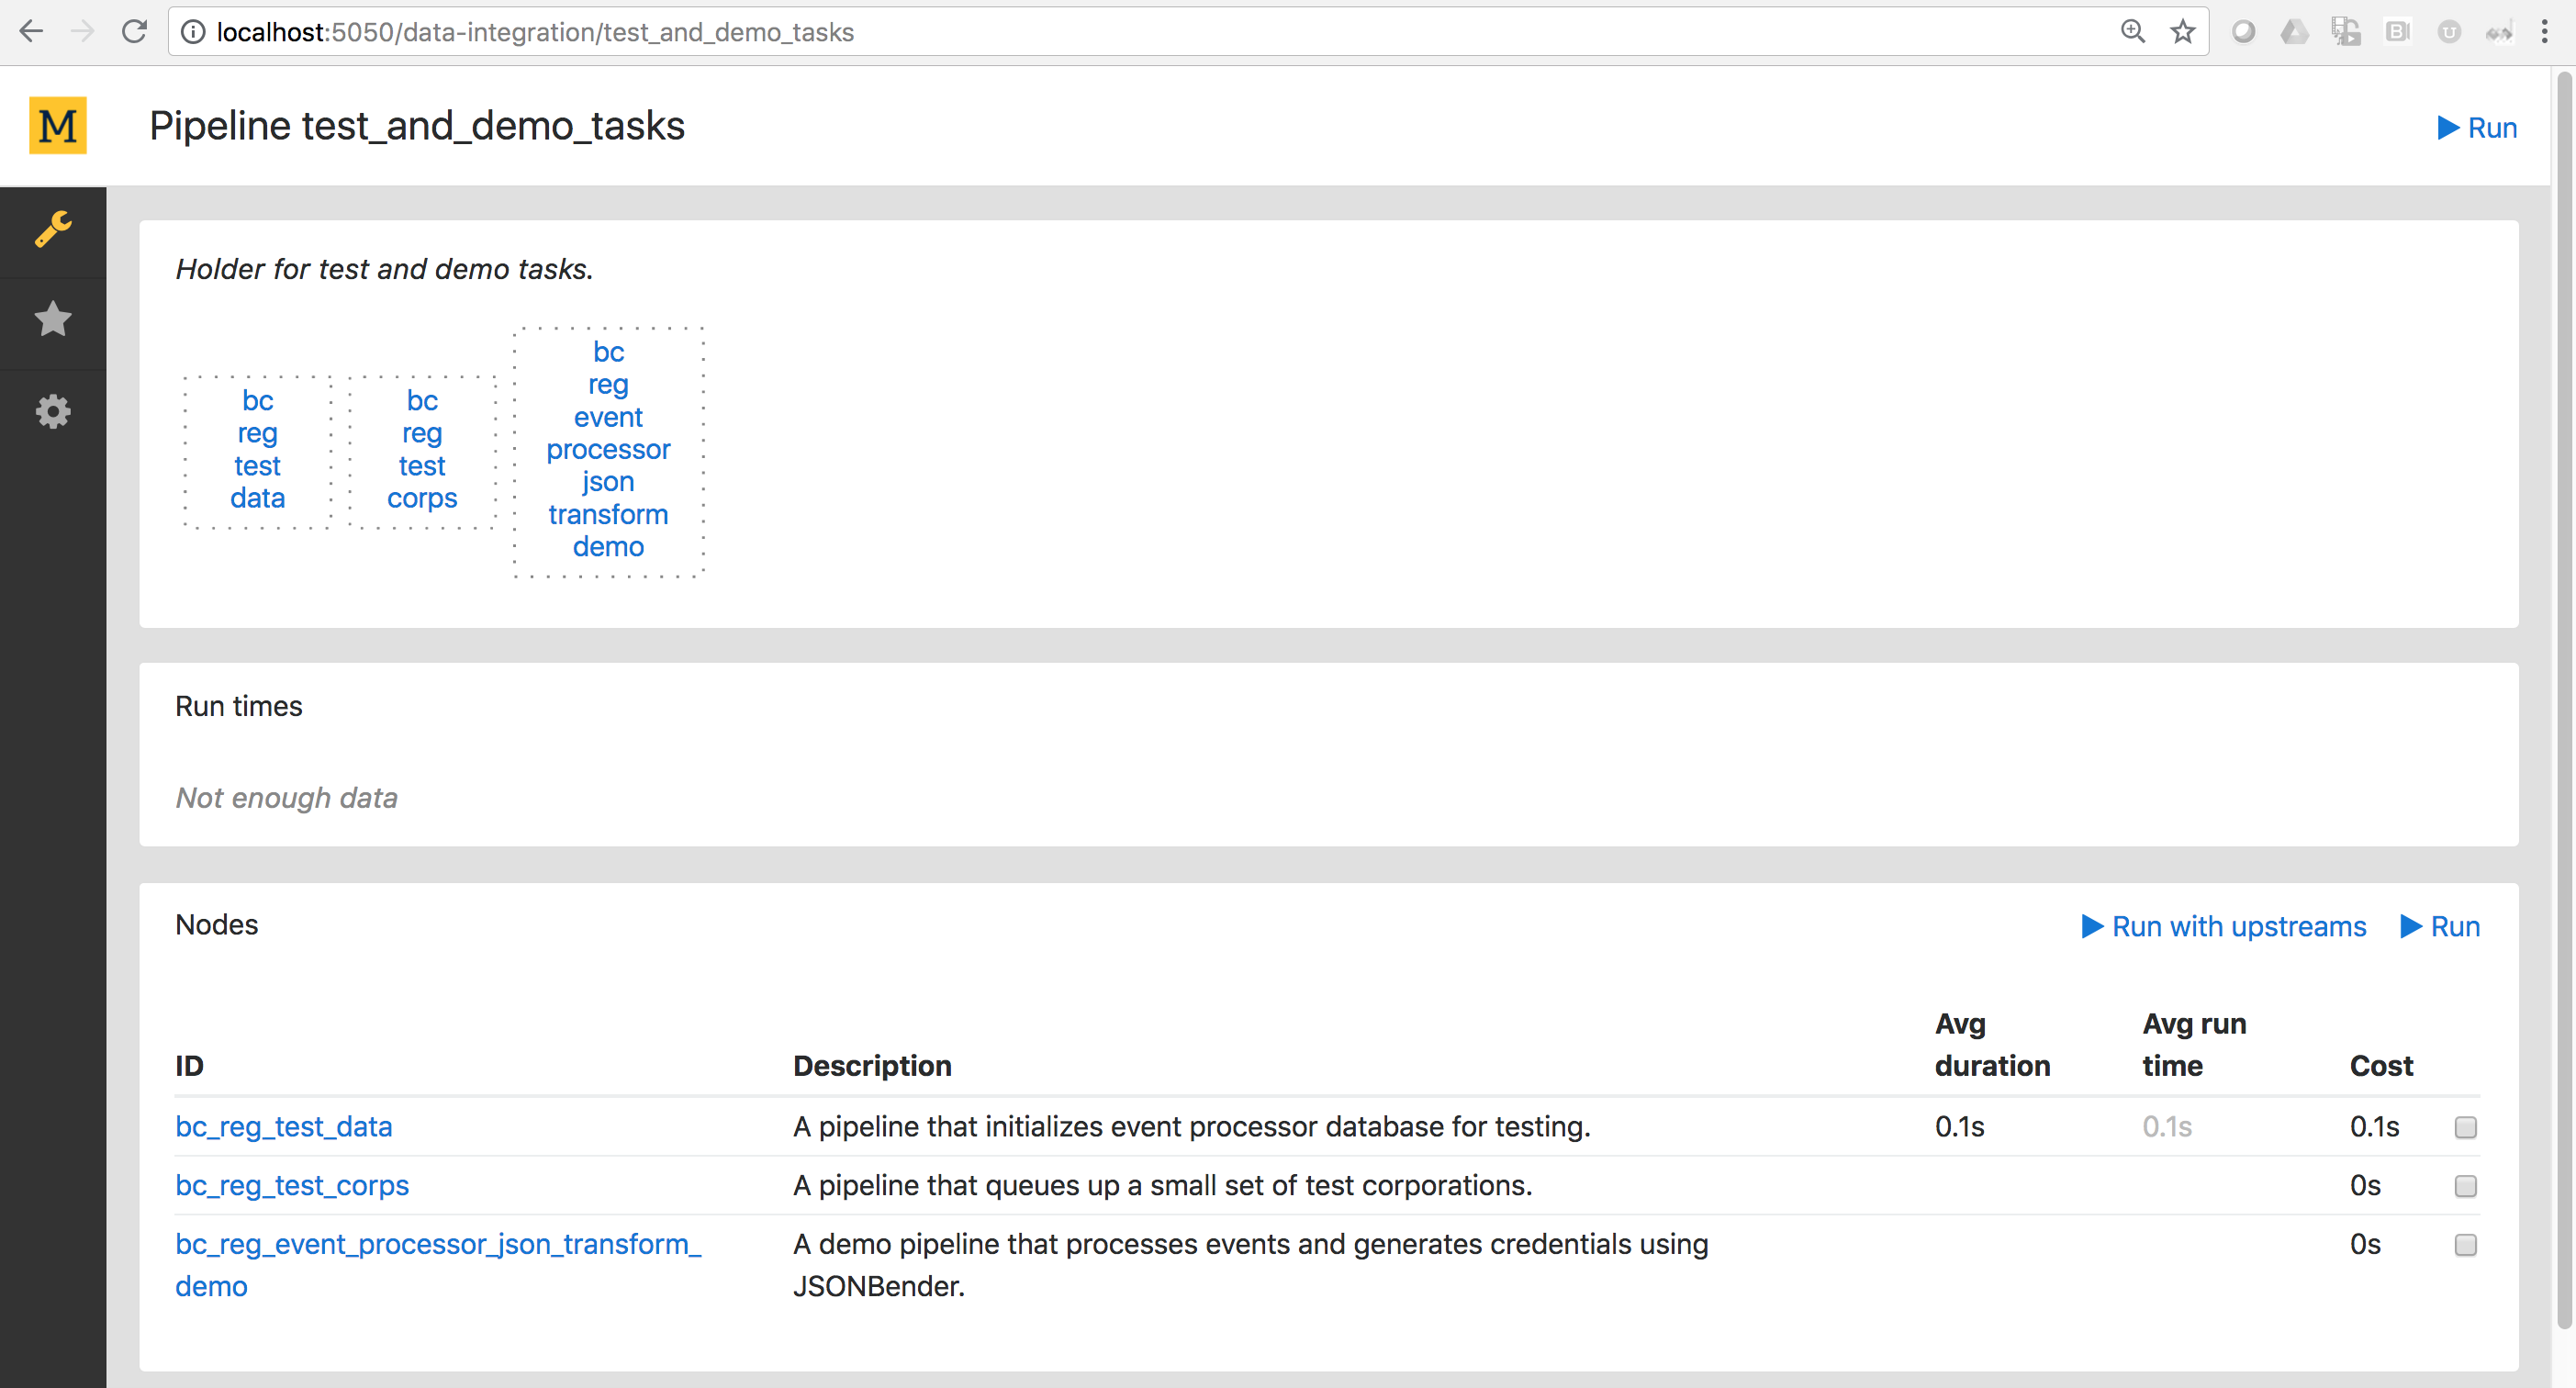 localhost:5050/data-integration/test_and_demo_tasks
M
Pipeline test_and_demo_tasks
Run
Holder for test and demo tasks.
bc
reg
test
data
bc
reg
test
corps
bc
reg
event
processor
json
transform
demo
Run times
Not enough data
Nodes
Run with upstreams
Run
ID
Description
Avg
duration
Avg run
time
Cost
bc_reg_test_data
A pipeline that initializes event processor database for testing.
0.1s
0.1s
0.1s
bc_reg_test_corps
A pipeline that queues up a small set of test corporations.
0s
bc_reg_event_processor_json_transform_
demo
A demo pipeline that processes events and generates credentials using
JSONBender.
0s